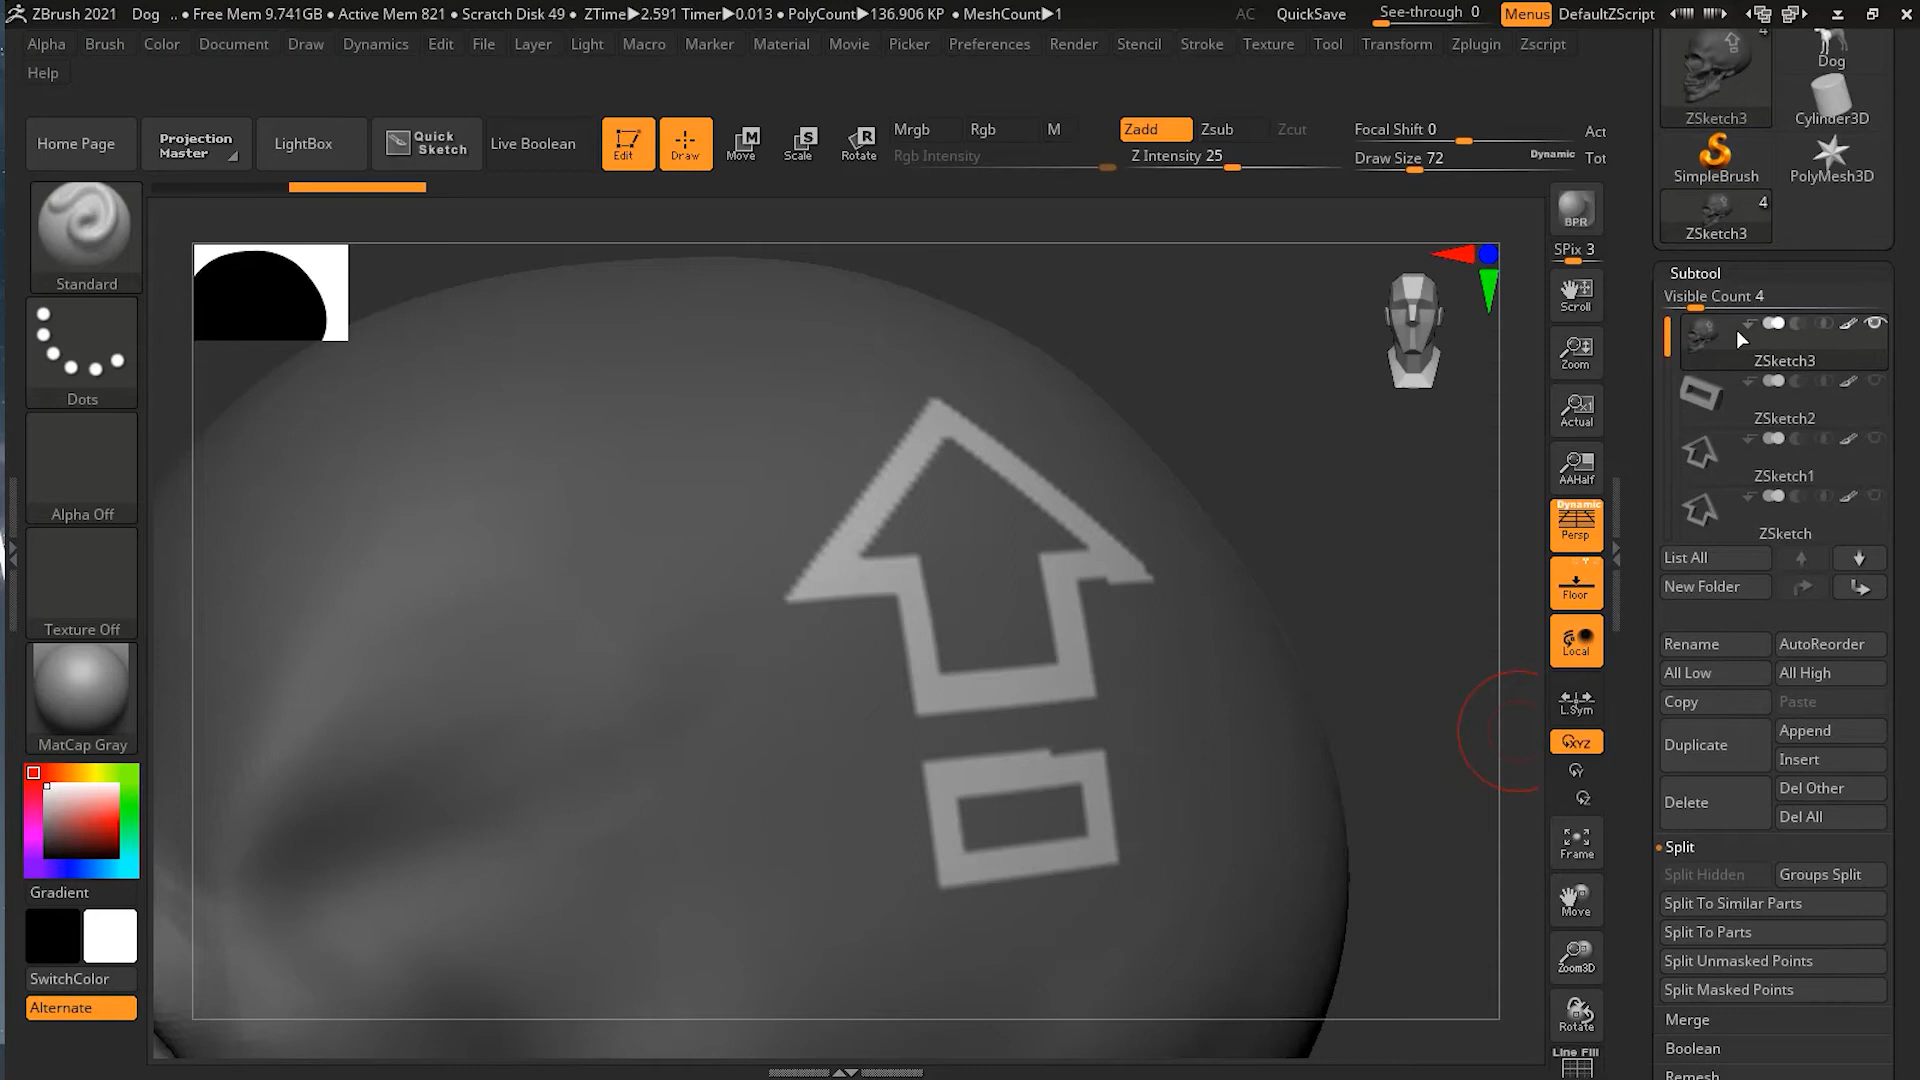 ZBrush 2021 Dog .. • Free Mem 9.741GB • Active Mem 821 • Scratch Disk 49 • ZTime▶2.591 Timer▶0.013 • PolyCount▶136.906 KP • MeshCount▶1 AC QuickSave See-through 0 Menus DefaultZScript
Alpha Brush Color Document Draw Dynamics Edit File Layer Light Macro Marker Material Movie Picker Preferences Render Stencil Stroke Texture Tool Transform Zplugin Zscript
Help
Home Page
Projection Master
LightBox
Quick Sketch
Live Boolean
Edit
Draw
Move
Scale
Rotate
Mrgb Rgb M
Rgb Intensity
Zadd Zsub Zcut
Z Intensity 25
Focal Shift 0
Draw Size 72
Dynamic
Act
Tot
Standard
Dots
Alpha Off
Texture Off
MatCap Gray
Gradient
SwitchColor
Alternate
BPR
SPix 3
Scroll
Zoom
Actual
AAHalf
Dynamic
Persp
Floor
Local
L.Sym
XYZ
Y
Z
Frame
Move
Zoom3D
Rotate
Line Fill
4
ZSketch3
Dog
Cylinder3D
SimpleBrush
PolyMesh3D
4
ZSketch3
Subtool
Visible Count 4
ZSketch3
ZSketch2
ZSketch1
ZSketch
List All
New Folder
Rename AutoReorder
All Low All High
Copy Paste
Duplicate Append
Insert
Delete Del Other
Del All
Split
Split Hidden Groups Split
Split To Similar Parts
Split To Parts
Split Unmasked Points
Split Masked Points
Merge
Boolean
Remesh